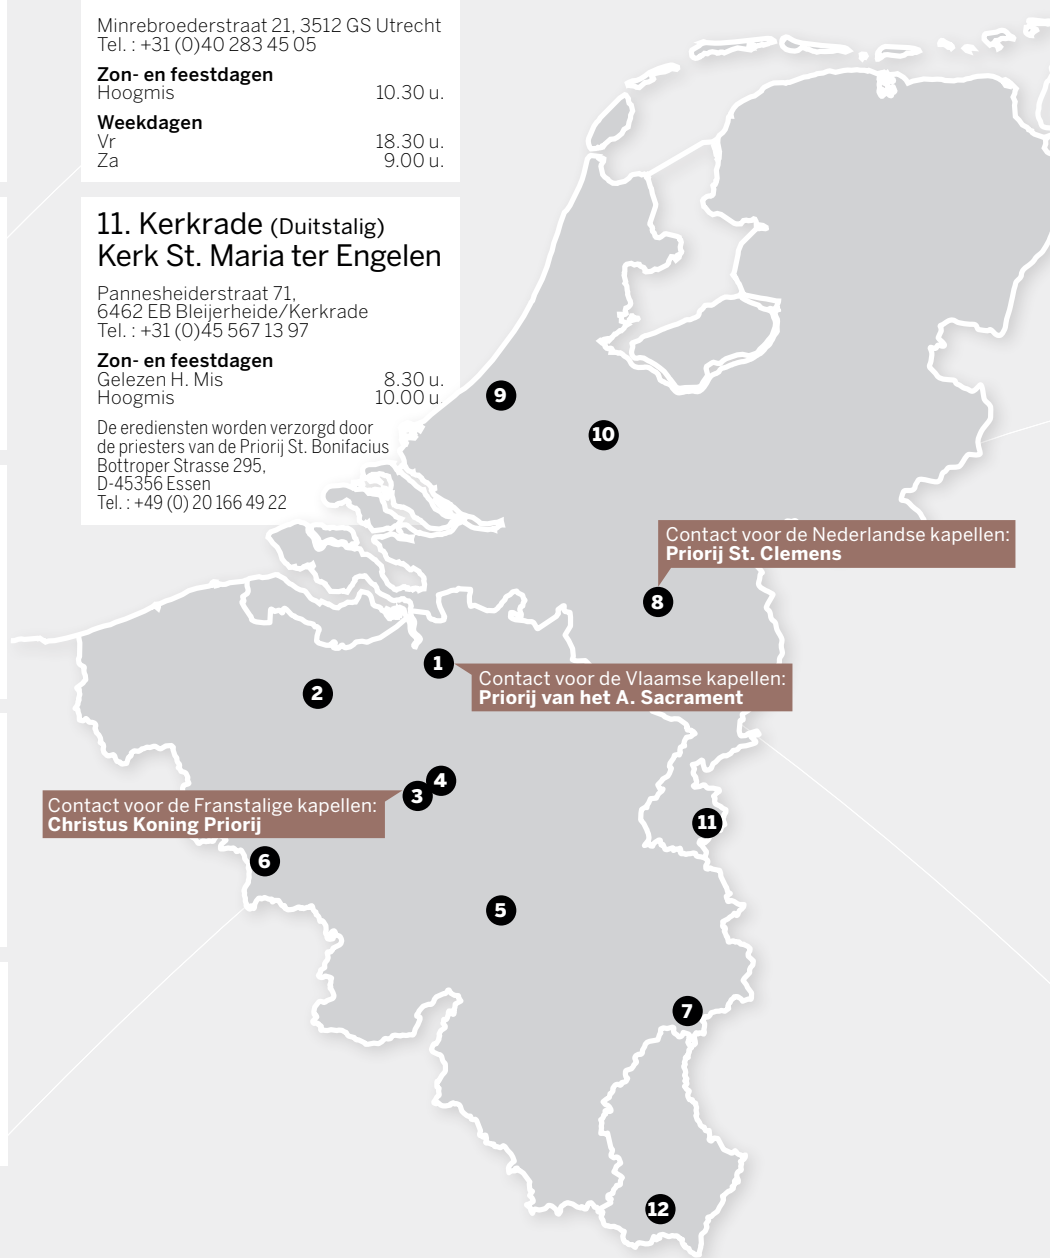 Minrebroederstraat 21, 3512 GS Utrecht
Tel. : +31 (0)40 283 45 05
Zon- en feestdagen
Hoogmis 10.30 u.
Weekdagen
Vr 18.30 u.
Za 9.00 u.
11. Kerkrade (Duitstalig)
Kerk St. Maria ter Engelen
Pannesheiderstraat 71,
6462 EB Bleijerheide/Kerkrade
Tel. : +31 (0)45 567 13 97
Zon- en feestdagen
Gelezen H. Mis 8.30 u.
Hoogmis 10.00 u.
De erediensten worden verzorgd door
de priesters van de Priorij St. Bonifacius
Bottroper Strasse 295,
D-45356 Essen
Tel. : +49 (0) 20 166 49 22
9
10
Contact voor de Nederlandse kapellen:
Priorij St. Clemens
8
1
Contact voor de Vlaamse kapellen:
Priorij van het A. Sacrament
2
4
3
Contact voor de Franstalige kapellen:
Christus Koning Priorij
11
6
5
7
12